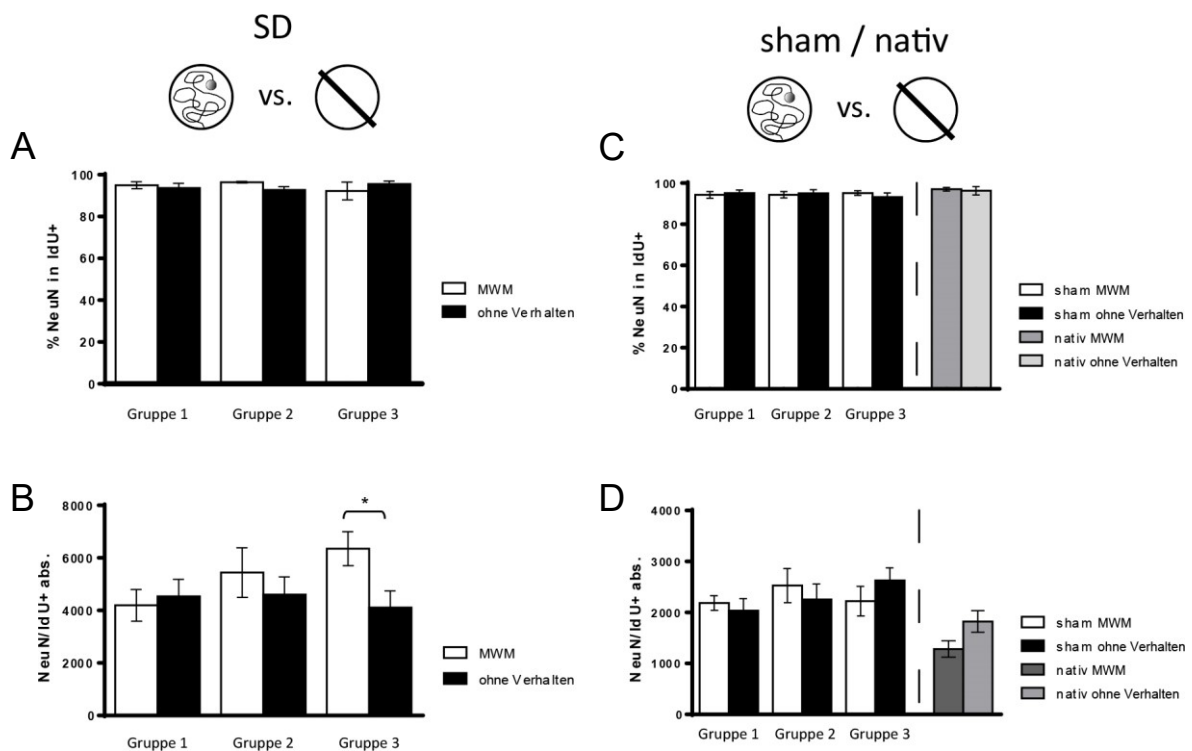 SD
vs.
sham / nativ
vs.
A
% NeuN in IdU+
100
80
60
40
20
0
Gruppe 1 Gruppe 2 Gruppe 3
MWM
ohne Verhalten
C
% NeuN in IdU+
100
80
60
40
20
0
Gruppe 1 Gruppe 2 Gruppe 3
sham MWM
sham ohne Verhalten
nativ MWM
nativ ohne Verhalten
B
NeuN/IdU+ abs.
8000
6000
4000
2000
0
*
Gruppe 1 Gruppe 2 Gruppe 3
MWM
ohne Verhalten
D
NeuN/IdU+ abs.
4000
3000
2000
1000
0
Gruppe 1 Gruppe 2 Gruppe 3
sham MWM
sham ohne Verhalten
nativ MWM
nativ ohne Verhalten